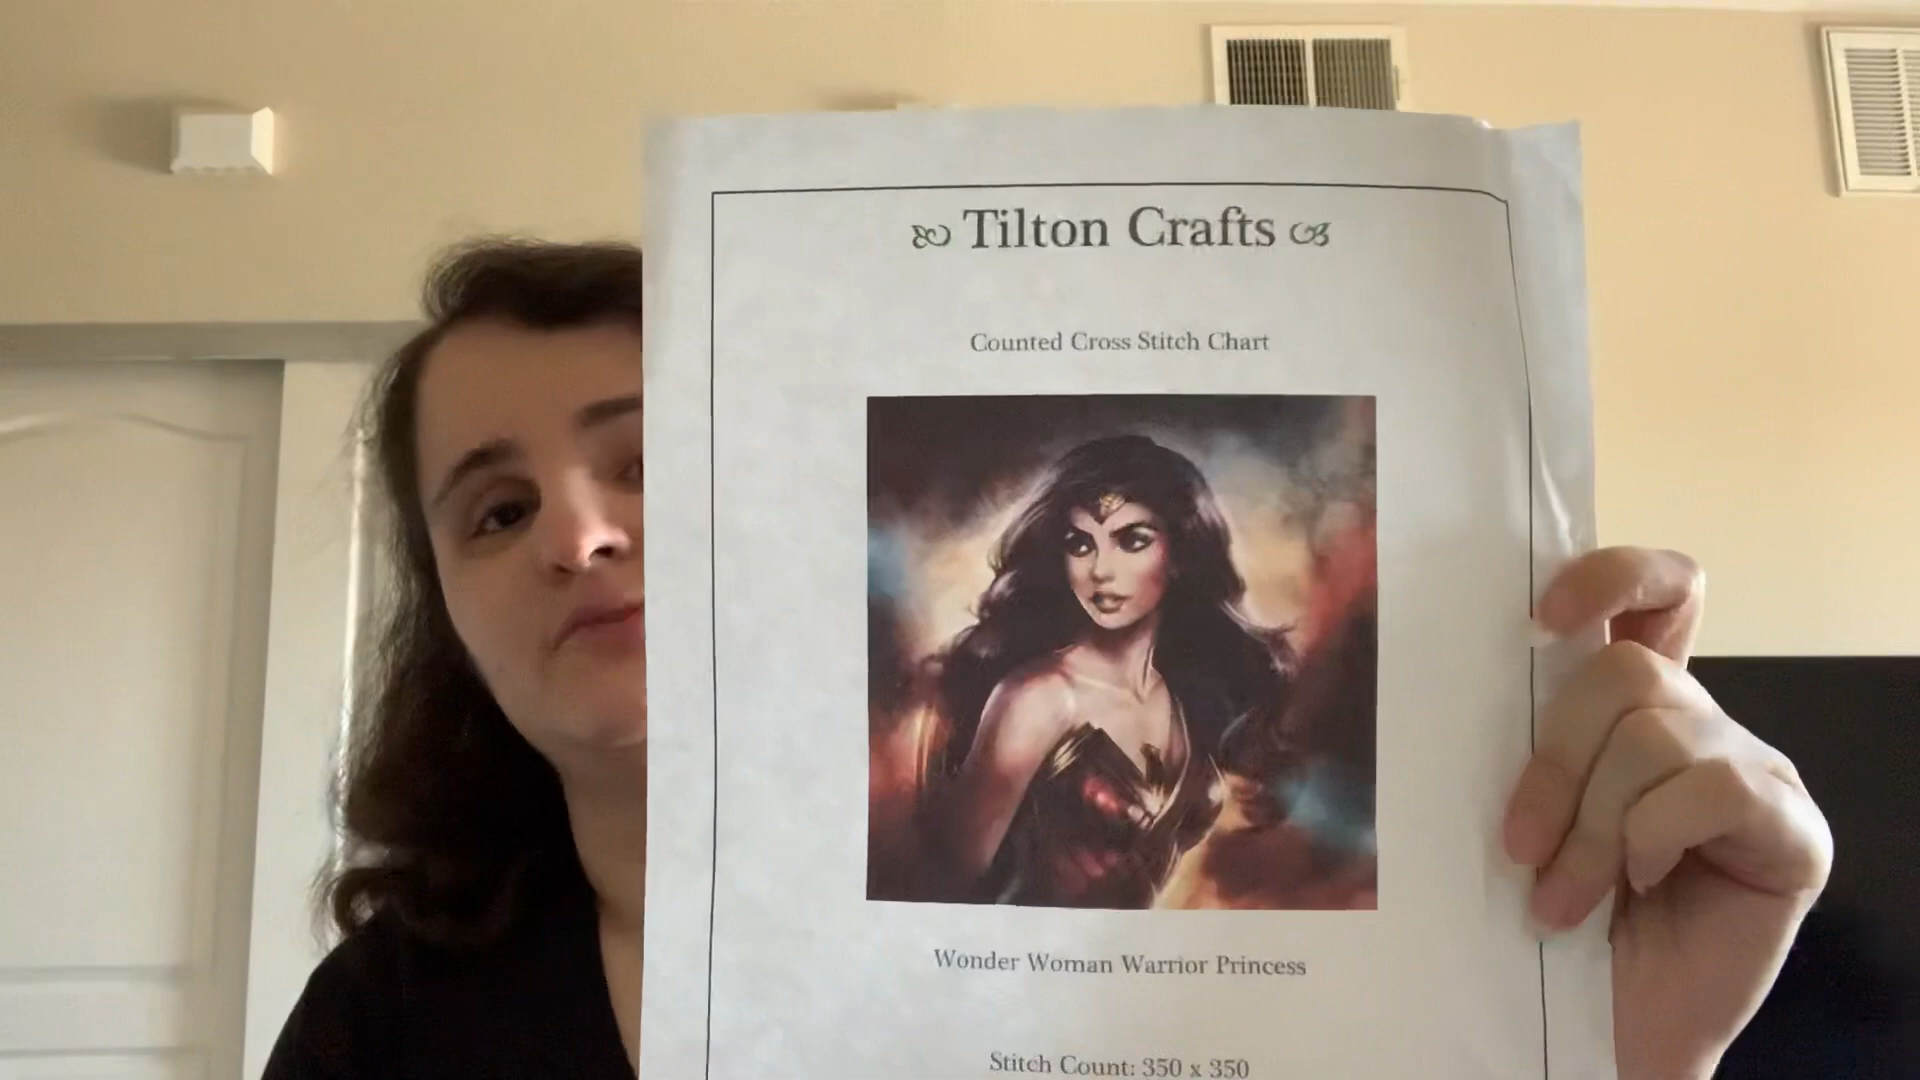 Tilton Crafts
Counted Cross Stitch Chart
Wonder Woman Warrior Princess
Stitch Count: 350 x 350